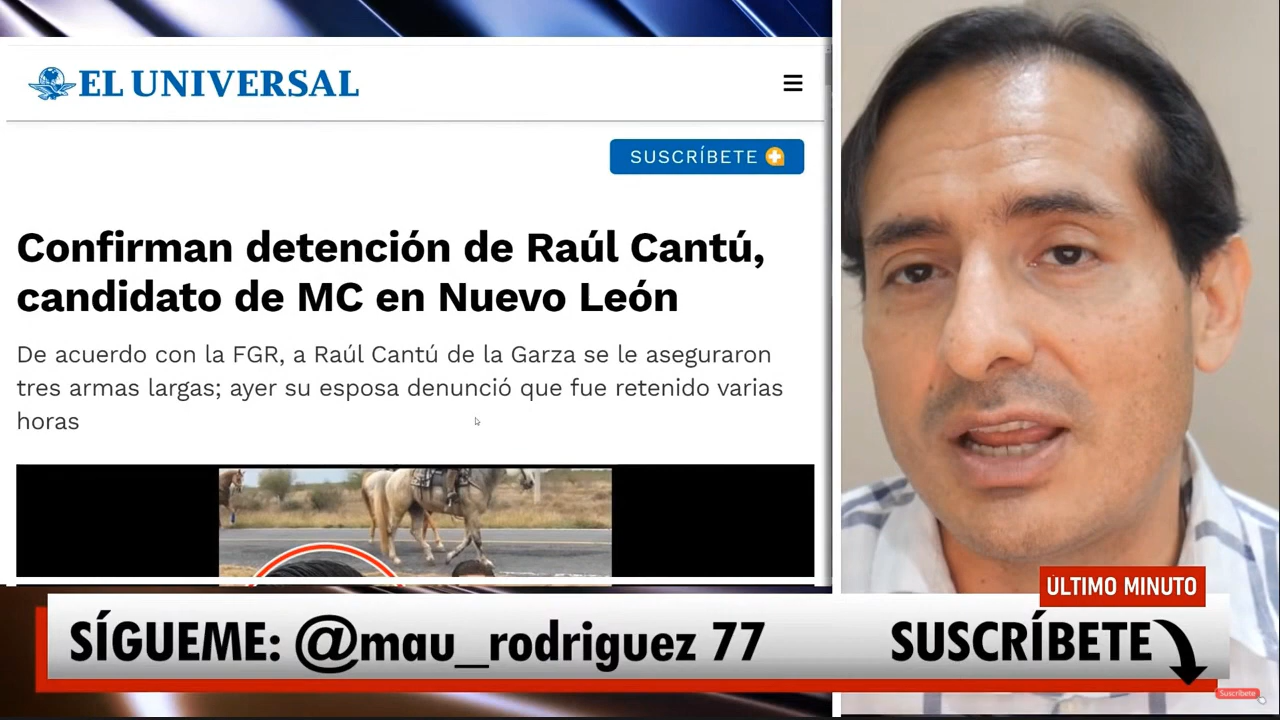 EL UNIVERSAL
SUSCRÍBETE
Confirman detención de Raúl Cantú,
candidato de MC en Nuevo León
De acuerdo con la FGR, a Raúl Cantú de la Garza se le aseguraron
tres armas largas; ayer su esposa denunció que fue retenido varias
horas
ÚLTIMO MINUTO
SÍGUEME: @mau_rodriguez 77
SUSCRÍBETE
Suscríbete